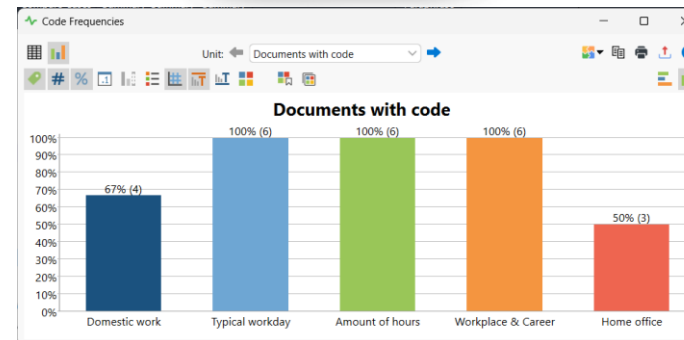 Code Frequencies
Unit: Documents with code
# %
Documents with code
100%
90%
80%
70%
60%
50%
40%
30%
20%
10%
0%
67% (4)
100% (6)
100% (6)
100% (6)
50% (3)
Domestic work
Typical workday
Amount of hours
Workplace & Career
Home office